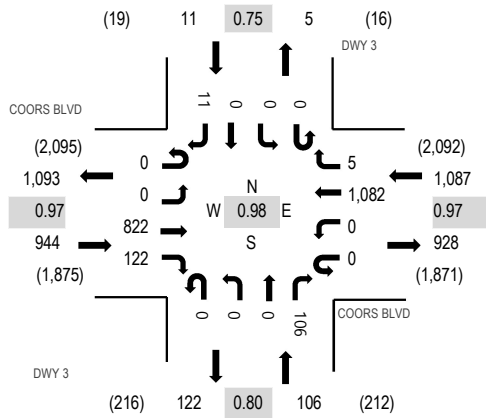 (19) 11 0.75 5 (16)
DWY 3
11 0 0 0
COORS BLVD
(2,095) 0 5 (2,092)
1,093 0 N 1,082 1,087
0.97 W 0.98 E 0.97
944 822 S 0 928
(1,875) 122 0 (1,871)
0 0 0 106
COORS BLVD
DWY 3
(216) 122 0.80 106 (212)